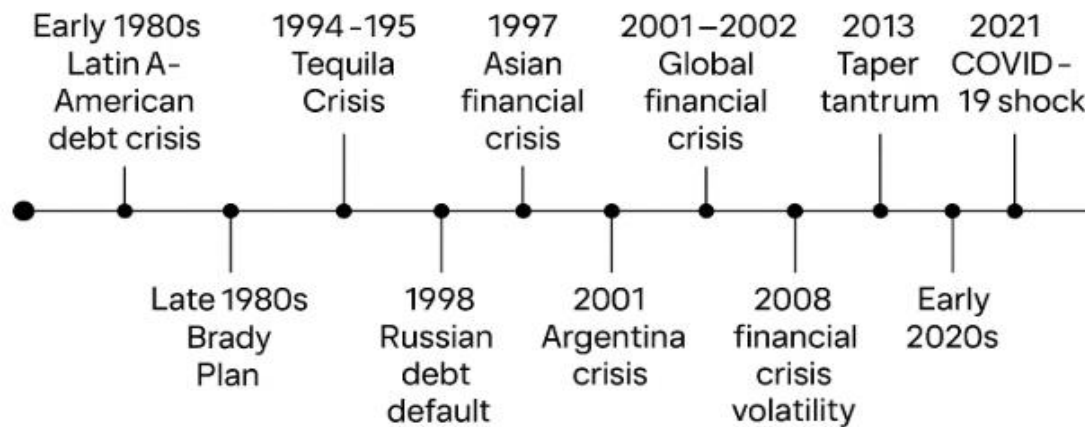 Early 1980s
Latin A-
American
debt crisis
1994-195
Tequila
Crisis
1997
Asian
financial
crisis
2001–2002
Global
financial
crisis
2013
Taper
tantrum
2021
COVID-
19 shock
Late 1980s
Brady
Plan
1998
Russian
debt
default
2001
Argentina
crisis
2008
financial
crisis
volatility
Early
2020s